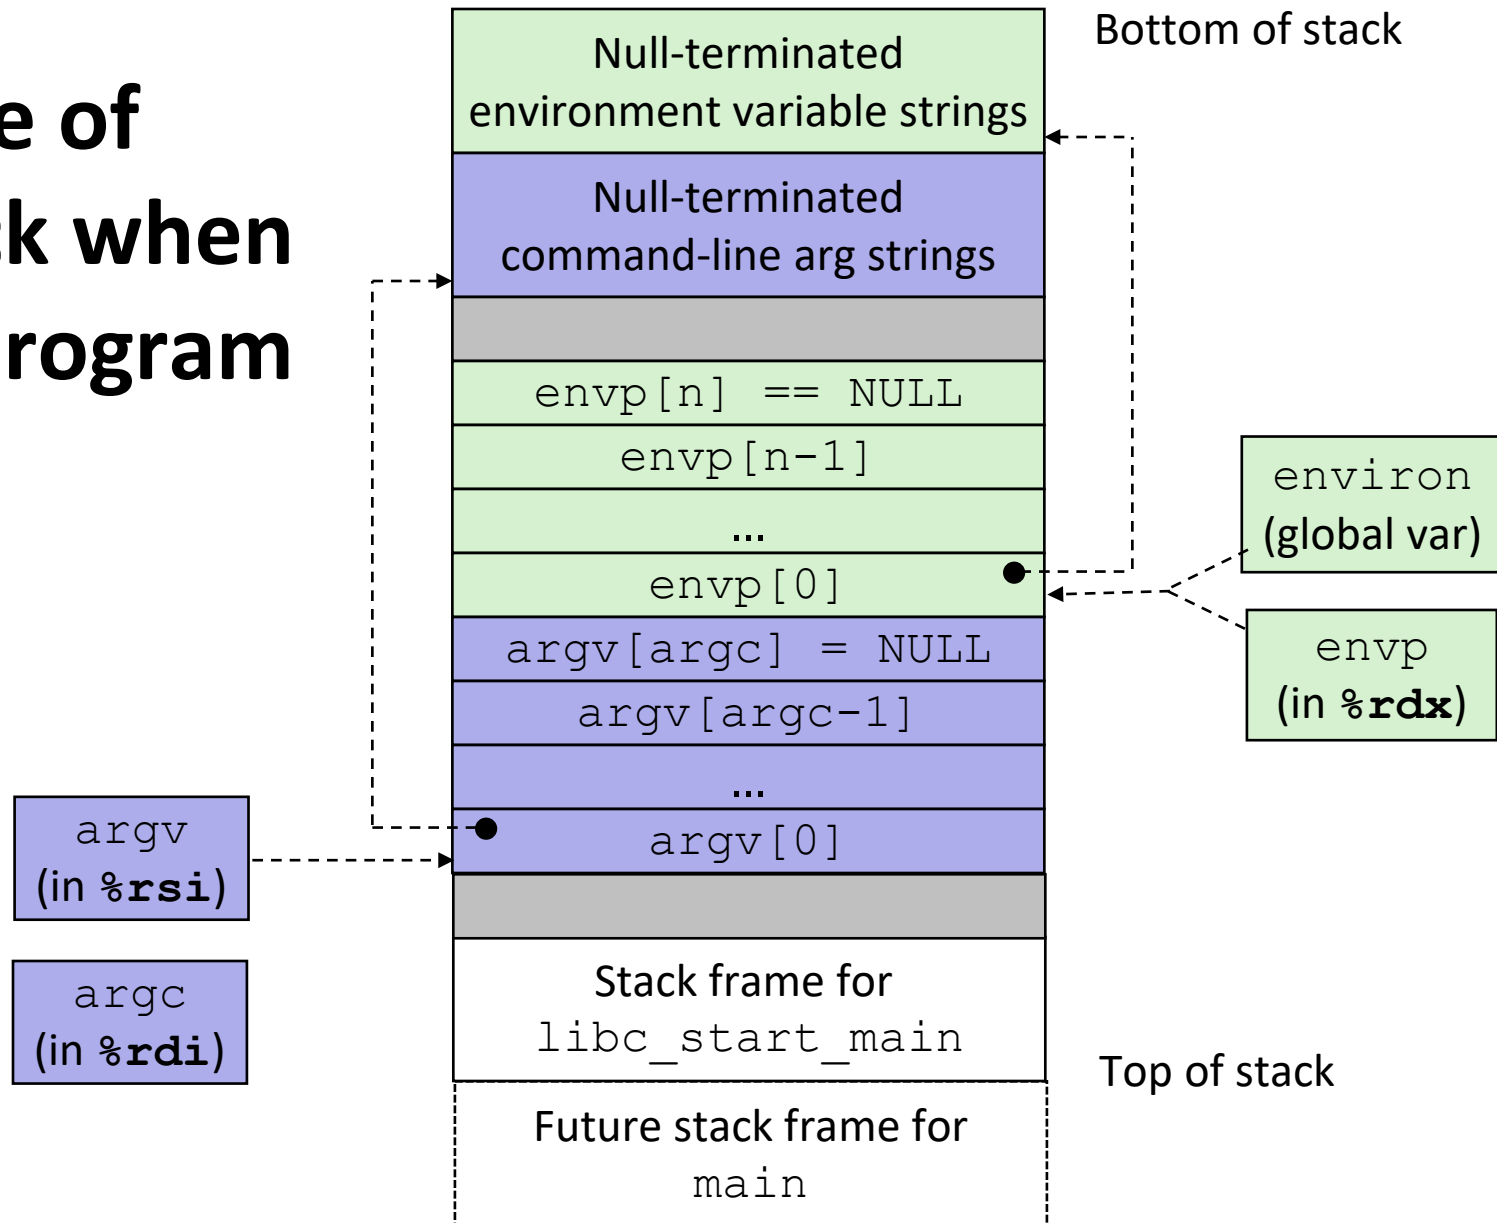 e of
ck when
rogram
Bottom of stack
Null-terminated
environment variable strings
Null-terminated
command-line arg strings
envp[n] == NULL
envp[n-1]
...
envp[0]
argv[argc] = NULL
argv[argc-1]
...
argv[0]
environ
(global var)
envp
(in %rdx)
argv
(in %rsi)
argc
(in %rdi)
Stack frame for
libc_start_main
Top of stack
Future stack frame for
main